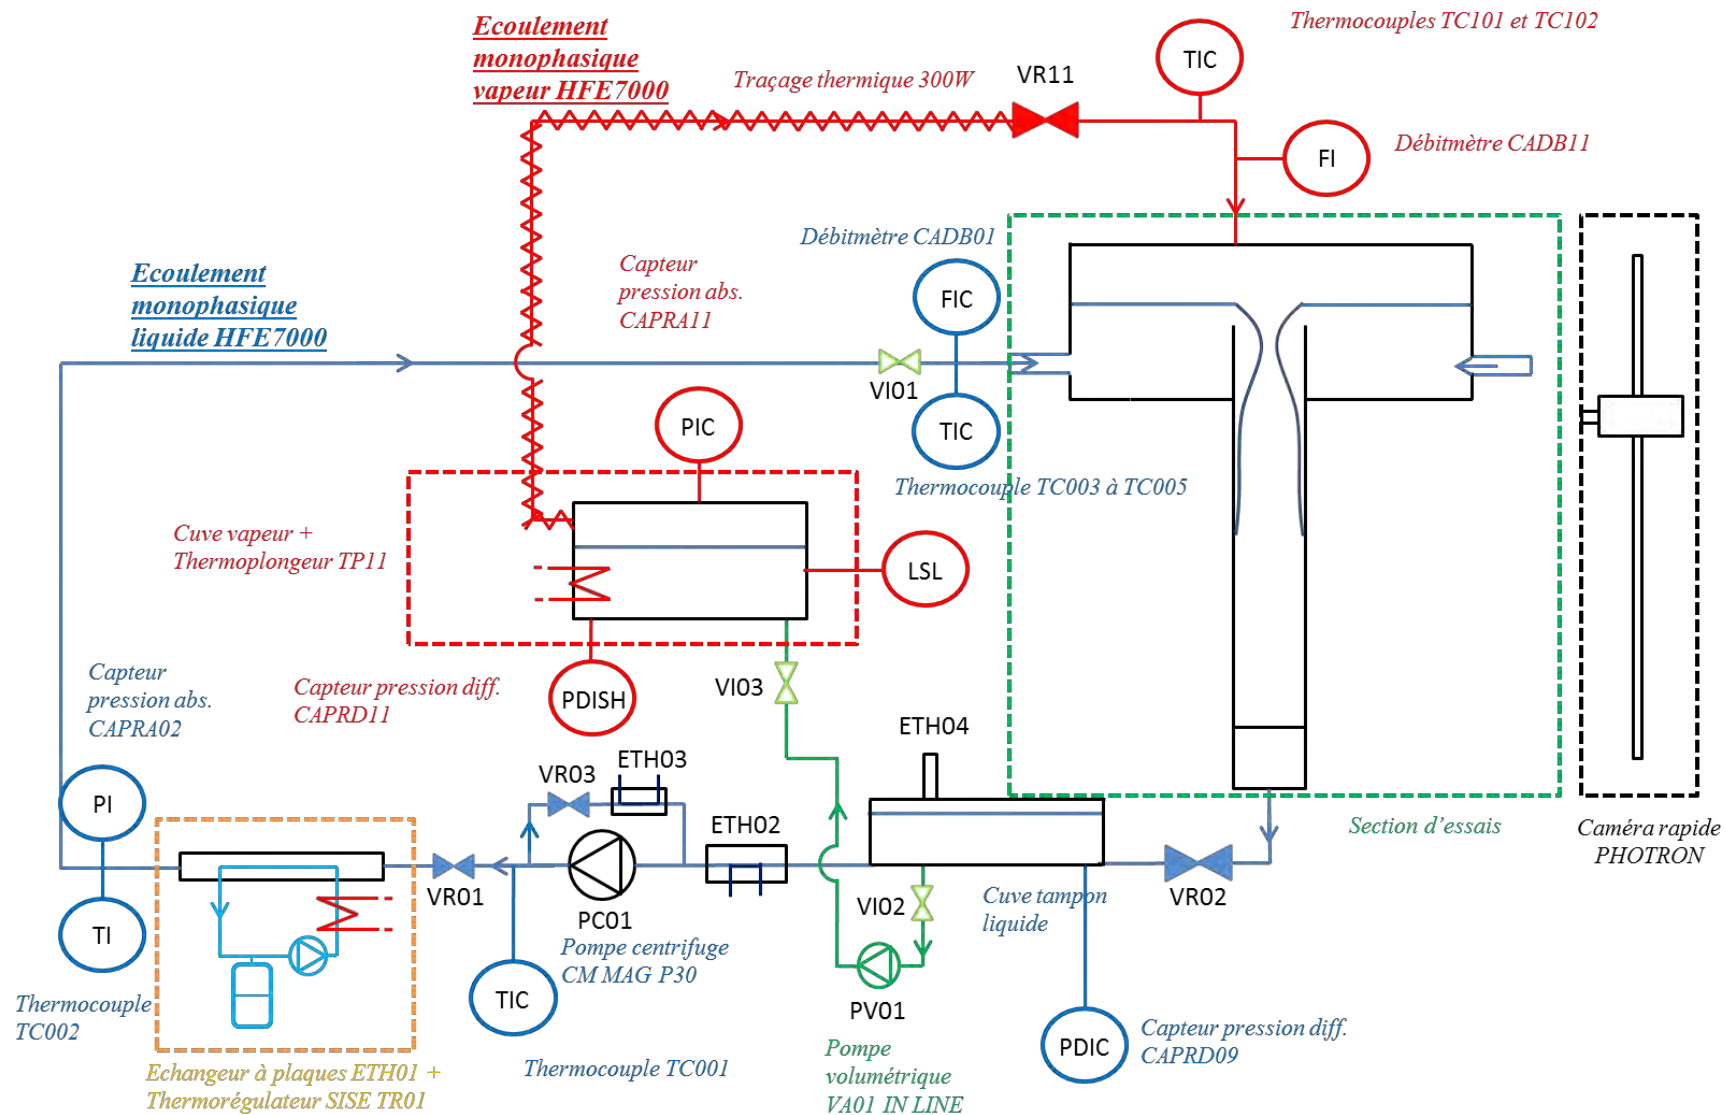 Thermocouples TC101 et TC102
Ecoulement
monophasique
vapeur HFE7000
Traçage thermique 300W
VR11
TIC
FI
Débitmètre CADB11
Débitmètre CADB01
Ecoulement
monophasique
liquide HFE7000
Capteur
pression abs.
CAPRA11
FIC
VI01
TIC
PIC
Thermocouple TC003 à TC005
Cuve vapeur +
Thermoplongeur TP11
LSL
Capteur
pression abs.
CAPRA02
Capteur pression diff.
CAPRD11
PDISH
VI03
ETH04
VR03
ETH03
PI
ETH02
Section d'essais
Caméra rapide
PHOTRON
VR01
PC01
VI02
Cuve tampon
liquide
VR02
TI
Pompe centrifuge
CM MAG P30
TIC
PV01
Thermocouple
TC002
PDIC
Capteur pression diff.
CAPRD09
Thermocouple TC001
Pompe
volumétrique
VA01 IN LINE
Echangeur à plaques ETH01 +
Thermorégulateur SISE TR01